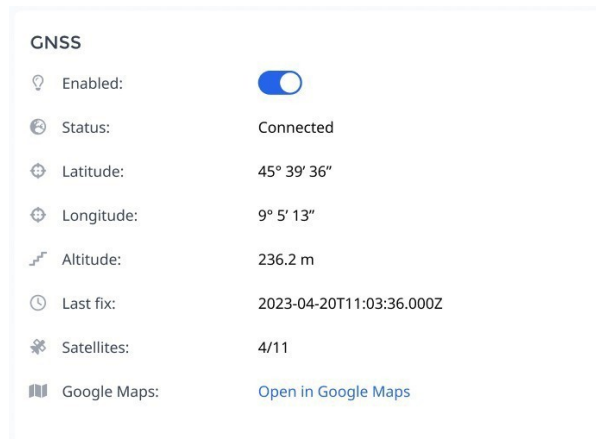 GNSS
Enabled:
Status: Connected
Latitude: 45° 39′ 36″
Longitude: 9° 5′ 13″
Altitude: 236.2 m
Last fix: 2023-04-20T11:03:36.000Z
Satellites: 4/11
Google Maps: Open in Google Maps